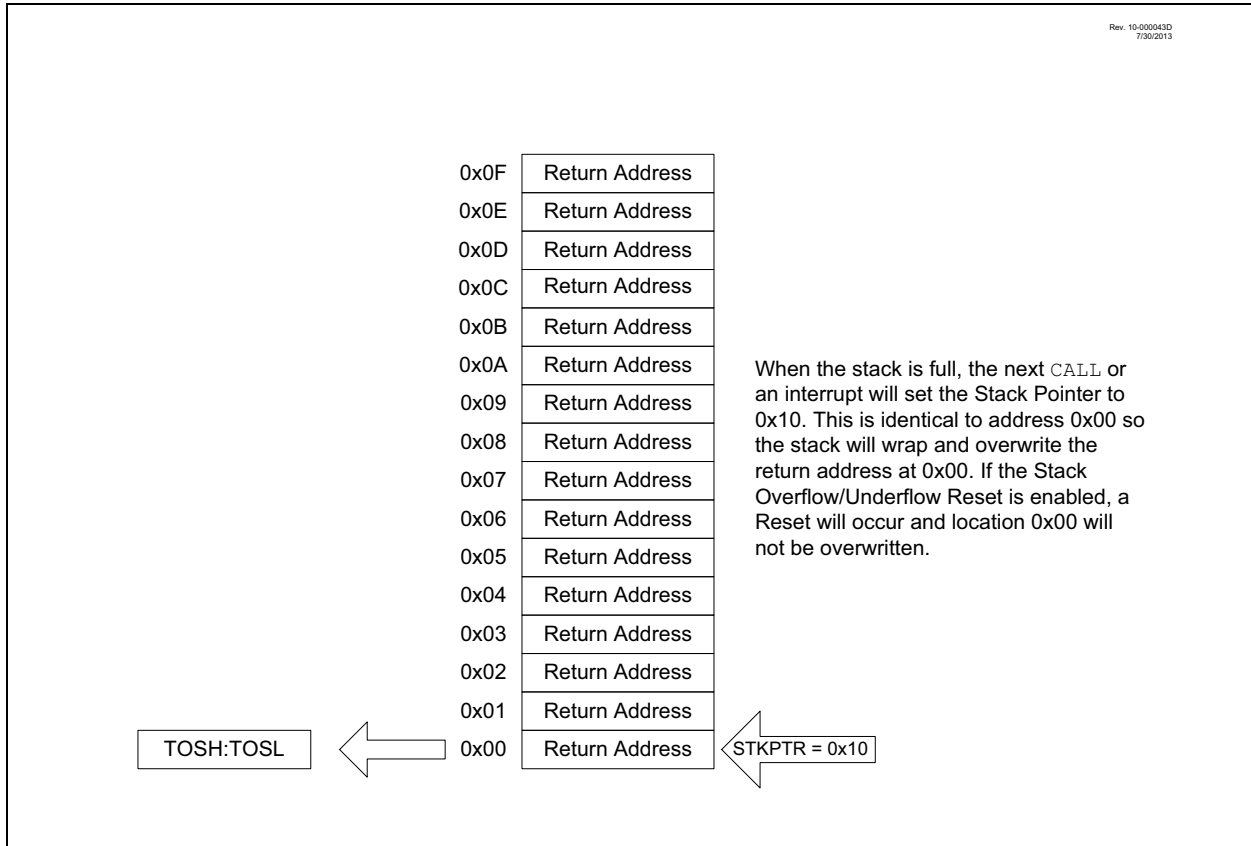 Rev. 10-000043D
7/30/2013
0x0F Return Address
0x0E Return Address
0x0D Return Address
0x0C Return Address
0x0B Return Address
0x0A Return Address
0x09 Return Address
0x08 Return Address
0x07 Return Address
0x06 Return Address
0x05 Return Address
0x04 Return Address
0x03 Return Address
0x02 Return Address
0x01 Return Address
TOSH:TOSL 0x00 Return Address STKPTR = 0x10
When the stack is full, the next CALL or
an interrupt will set the Stack Pointer to
0x10. This is identical to address 0x00 so
the stack will wrap and overwrite the
return address at 0x00. If the Stack
Overflow/Underflow Reset is enabled, a
Reset will occur and location 0x00 will
not be overwritten.